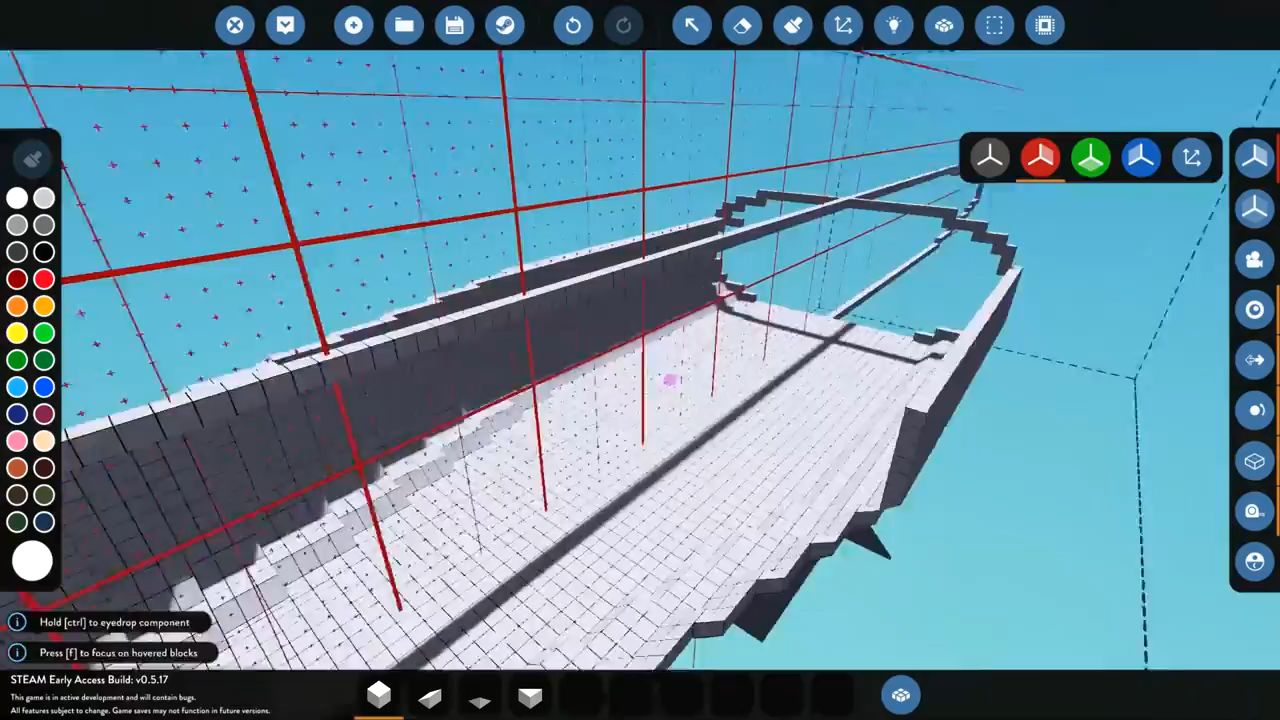 Hold [ctrl] to eyedrop component
Press [f] to focus on hovered blocks
STEAM Early Access Build: v0.5.17
This game is in active development and will contain bugs.
All features subject to change. Game saves may not function in future versions.